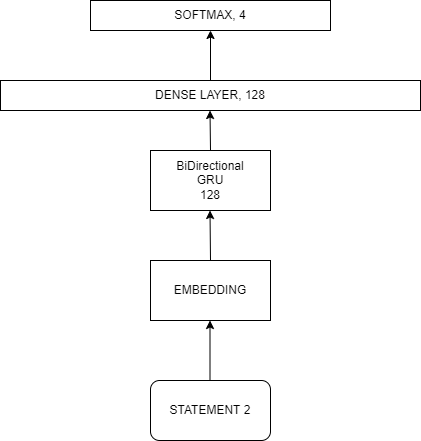 SOFTMAX, 4
DENSE LAYER, 128
BiDirectional
GRU
128
EMBEDDING
STATEMENT 2